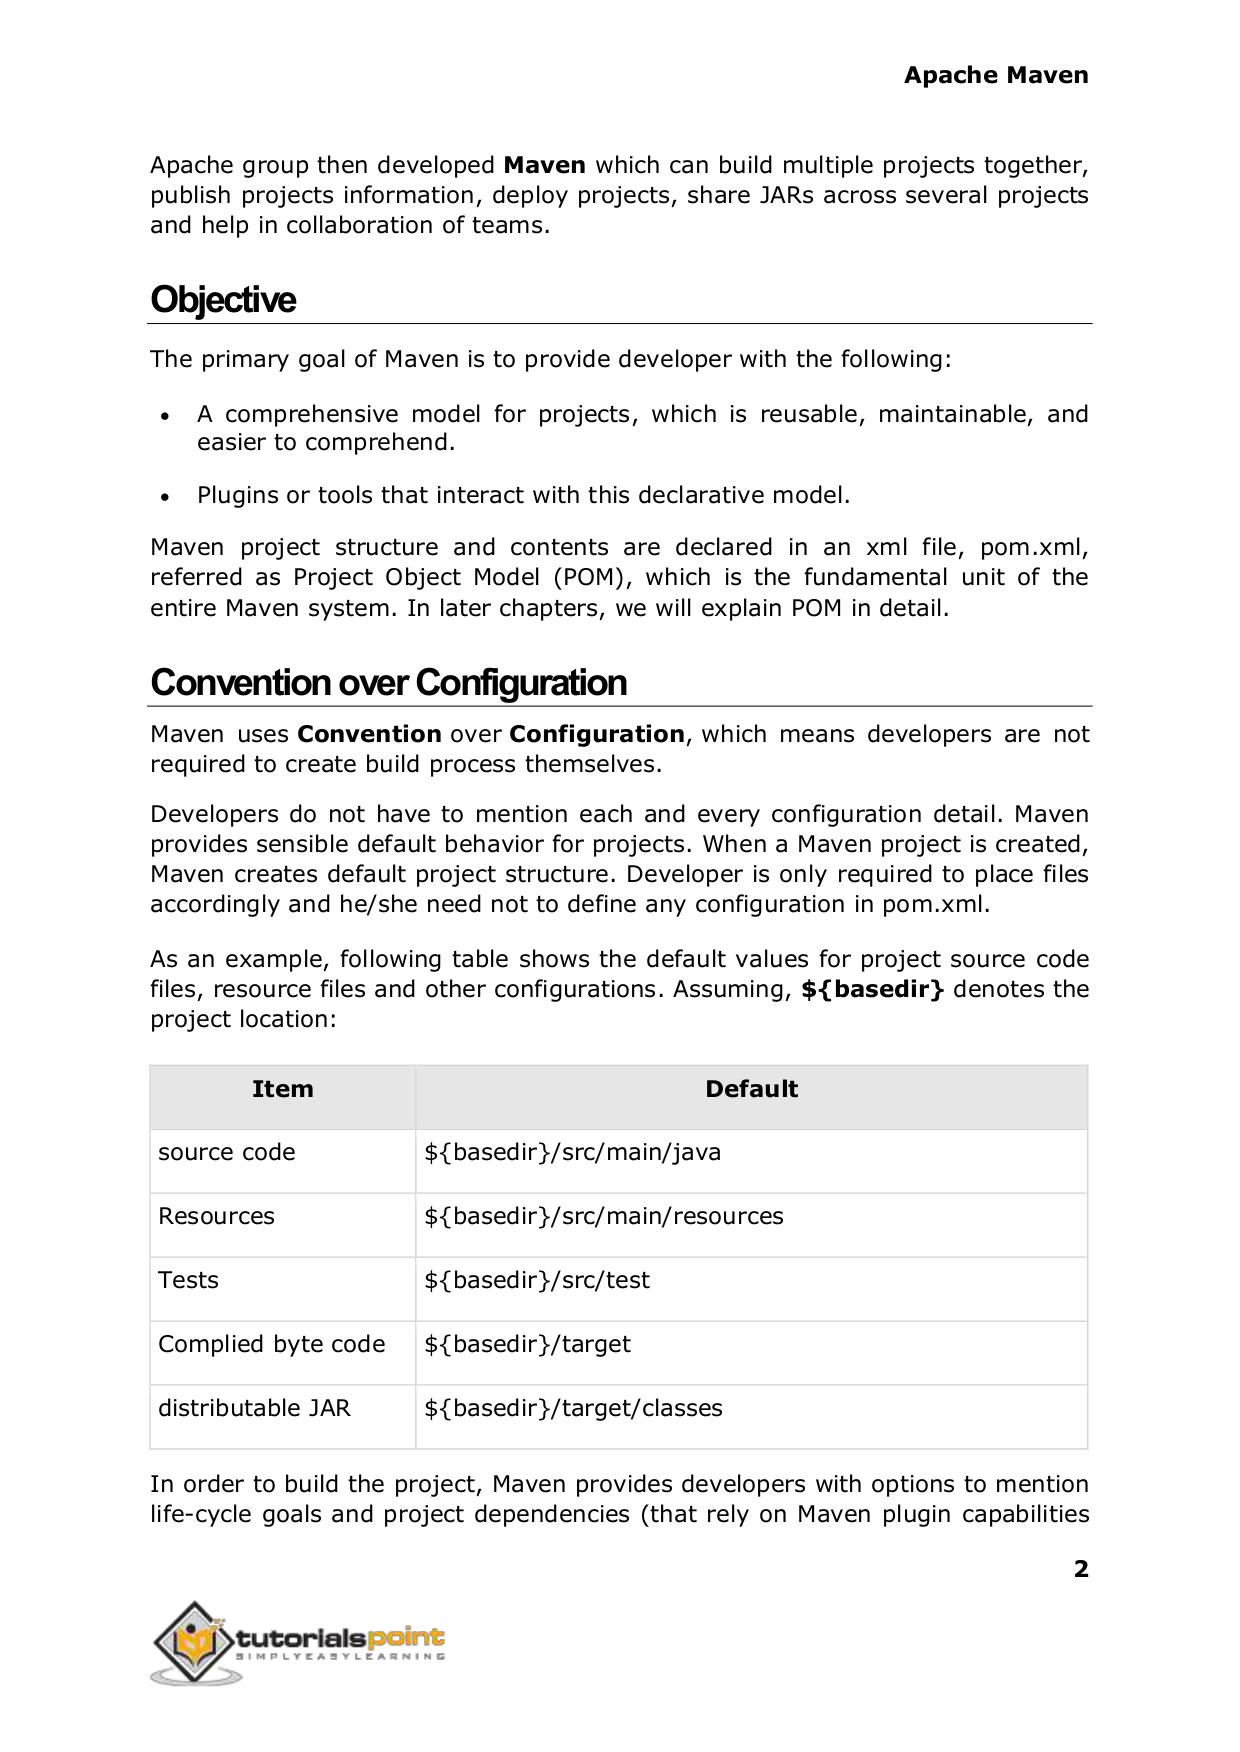 Apache Maven
Apache group then developed Maven which can build multiple projects together,
publish projects information, deploy projects, share JARs across several projects
and help in collaboration of teams.
Objective
The primary goal of Maven is to provide developer with the following:
• A comprehensive model for projects, which is reusable, maintainable, and
easier to comprehend.
• Plugins or tools that interact with this declarative model.
Maven project structure and contents are declared in an xml file, pom.xml,
referred as Project Object Model (POM), which is the fundamental unit of the
entire Maven system. In later chapters, we will explain POM in detail.
Convention over Configuration
Maven uses Convention over Configuration, which means developers are not
required to create build process themselves.
Developers do not have to mention each and every configuration detail. Maven
provides sensible default behavior for projects. When a Maven project is created,
Maven creates default project structure. Developer is only required to place files
accordingly and he/she need not to define any configuration in pom.xml.
As an example, following table shows the default values for project source code
files, resource files and other configurations. Assuming, ${basedir} denotes the
project location:
Item Default
source code ${basedir}/src/main/java
Resources ${basedir}/src/main/resources
Tests ${basedir}/src/test
Complied byte code ${basedir}/target
distributable JAR ${basedir}/target/classes
In order to build the project, Maven provides developers with options to mention
life-cycle goals and project dependencies (that rely on Maven plugin capabilities
2
tutorialspoint
SIMPLYEASYLEARNING